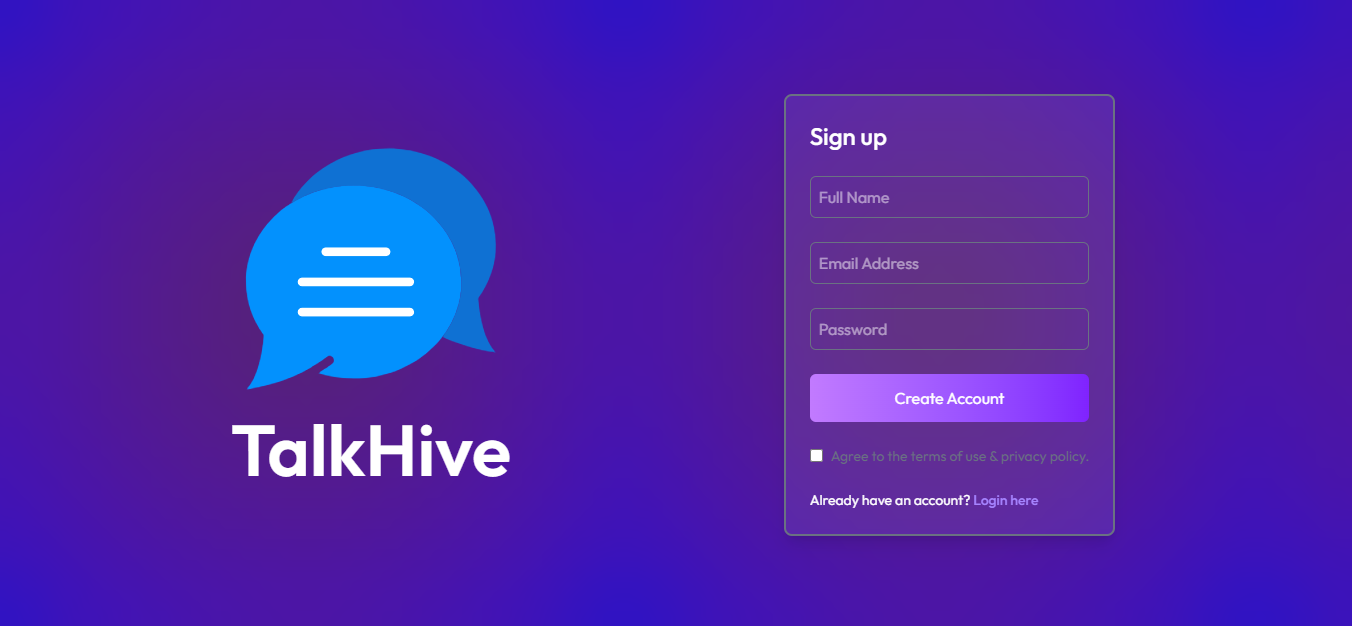 TalkHive
Sign up
Full Name
Email Address
Password
Create Account
Agree to the terms of use & privacy policy.
Already have an account? Login here